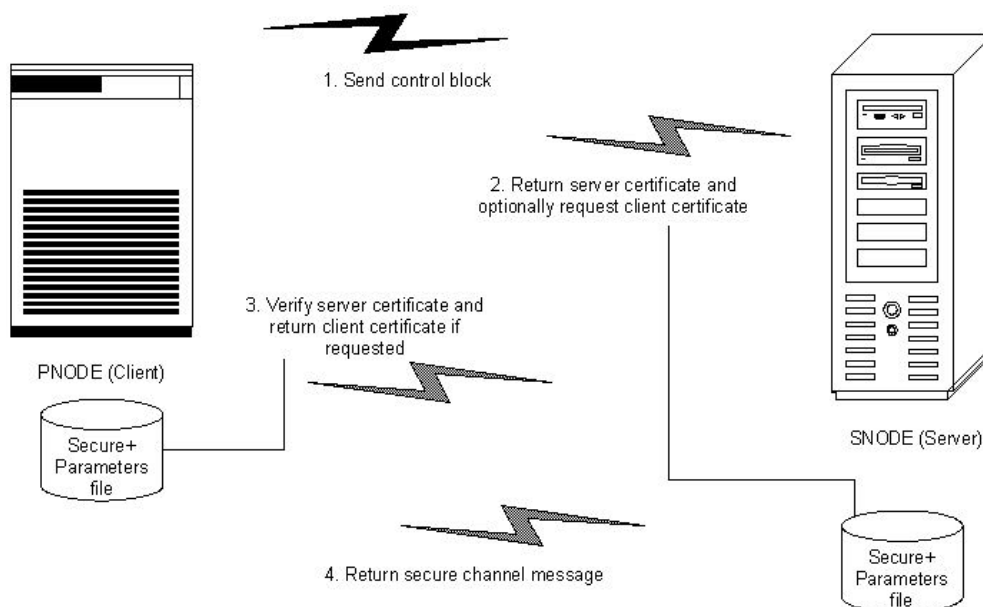 1. Send control block
2. Return server certificate and
optionally request client certificate
3. Verify server certificate and
return client certificate if
requested
PNODE (Client)
Secure+
Parameters
file
SNODE (Server)
4. Return secure channel message
Secure+
Parameters
file